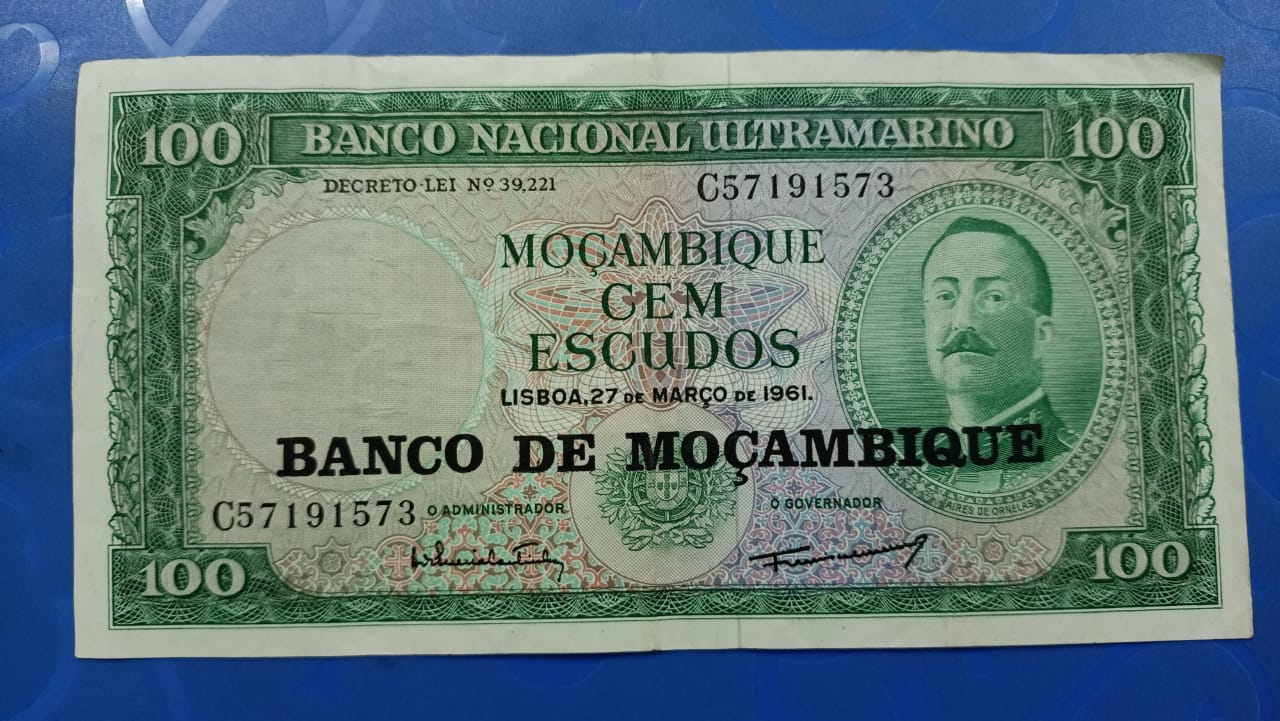 100 BANCO NACIONAL ULTRAMARINO 100
DECRETO-LEI Nº 39,221 C57191573
MOÇAMBIQUE
CEM
ESCUDOS
LISBOA, 27 DE MARÇO DE 1961.
BANCO DE MOÇAMBIQUE
C57191573 O ADMINISTRADOR O GOVERNADOR AIRES DE ORNELAS
100 100